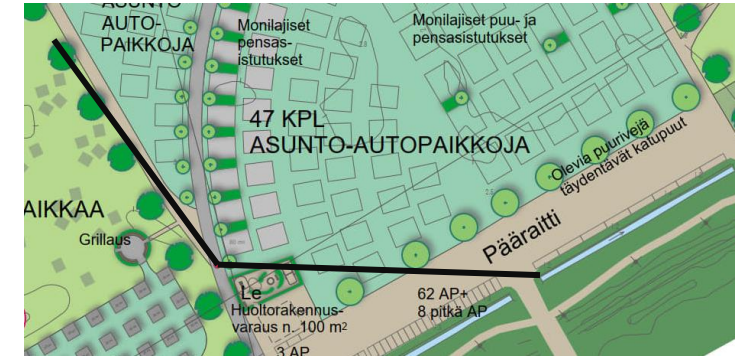 ASUNTO
AUTO-
PAIKKOJA
Monilajiset
pensas-
istutukset
Monilajiset puu- ja
pensasistutukset
47 KPL
ASUNTO-AUTOPAIKKOJA
Olevia puurivejä
täydentävät katupuut
AIKKAA
Grillaus
Pääraitti
Le
Huoltorakennus-
varaus n. 100 m²
62 AP+
8 pitkä AP
3 AP